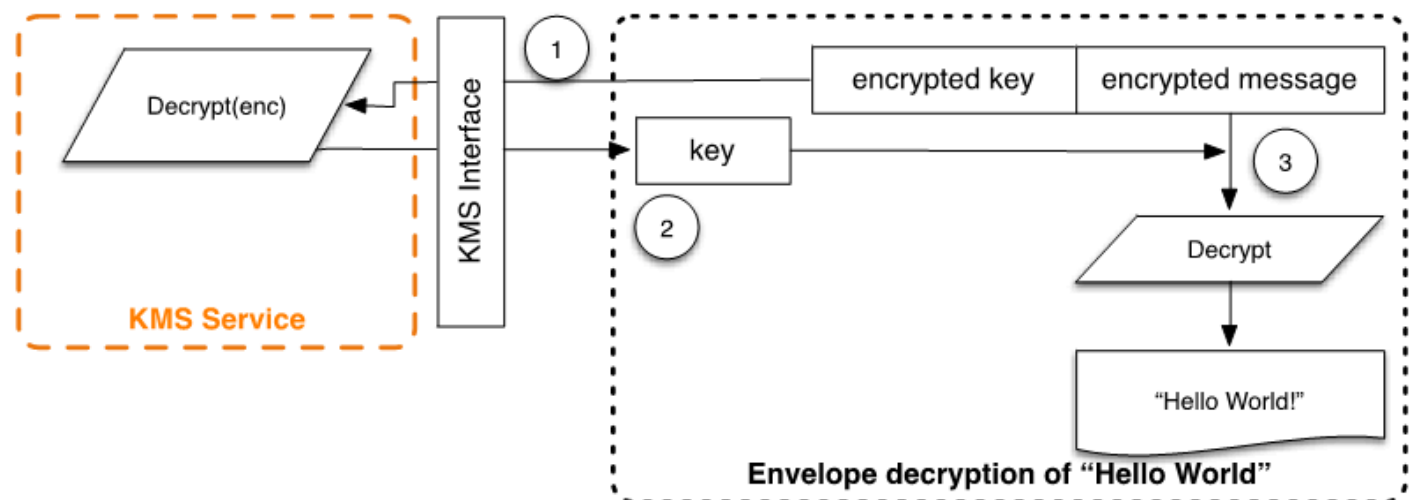 1
encrypted key
encrypted message
Decrypt(enc)
KMS Interface
key
3
2
Decrypt
KMS Service
“Hello World!”
Envelope decryption of “Hello World”